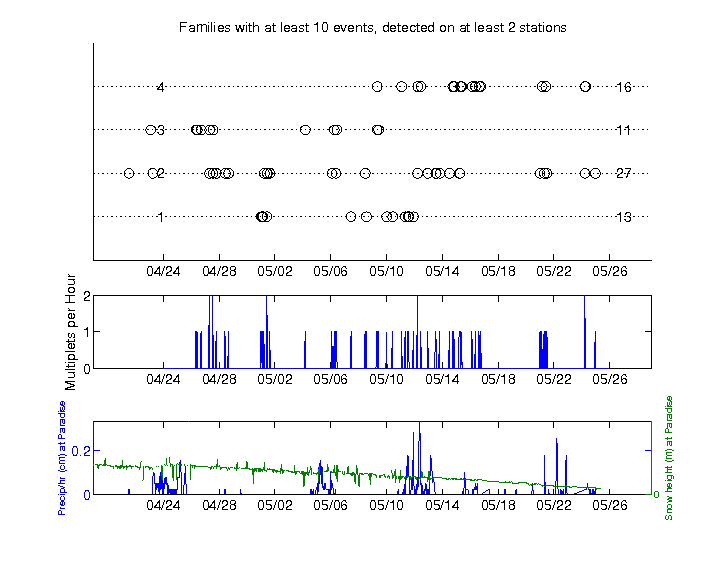 Families with at least 10 events, detected on at least 2 stations
4 16
3 11
2 27
1 13
04/24 04/28 05/02 05/06 05/10 05/14 05/18 05/22 05/26
Multiplets per Hour
2
1
0
04/24 04/28 05/02 05/06 05/10 05/14 05/18 05/22 05/26
Precip/hr (cm) at Paradise
0.2
0
0
Snow height (m) at Paradise
04/24 04/28 05/02 05/06 05/10 05/14 05/18 05/22 05/26